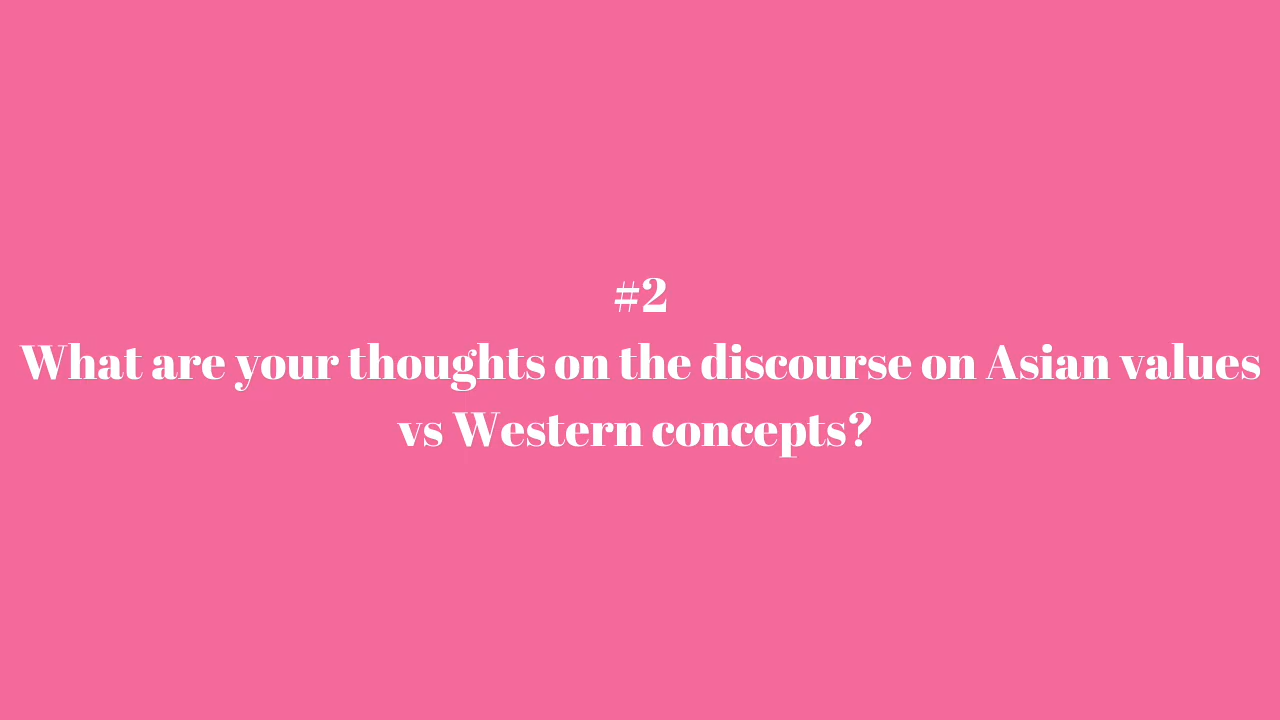 #2
What are your thoughts on the discourse on Asian values
vs Western concepts?